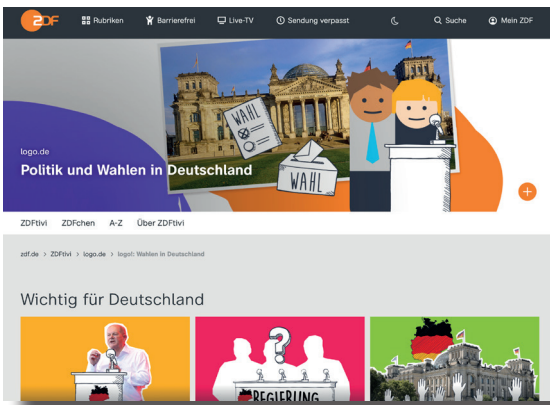 ZDF Rubriken Barrierefrei Live-TV Sendung verpasst Suche Mein ZDF
WAHL
WAHL
logo.de
Politik und Wahlen in Deutschland
ZDFtivi ZDFchen A-Z Über ZDFtivi
zdf.de > ZDFtivi > logo.de > logo!: Wahlen in Deutschland
Wichtig für Deutschland
REGIERUNG